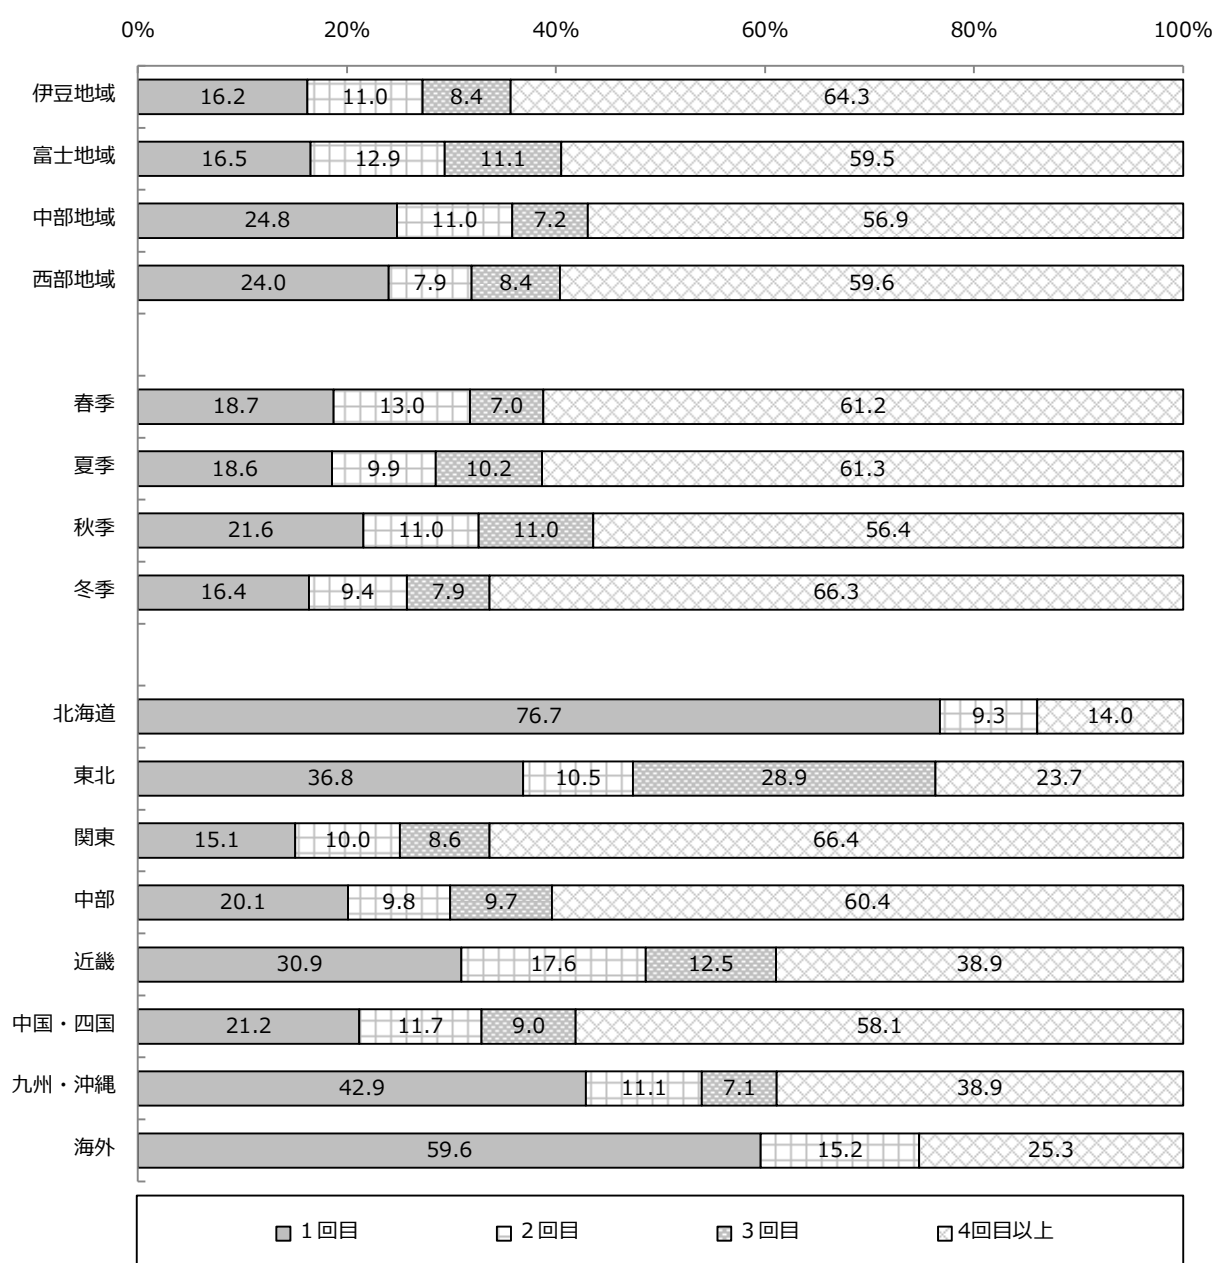 0% 20% 40% 60% 80% 100%
伊豆地域 16.2 11.0 8.4 64.3
富士地域 16.5 12.9 11.1 59.5
中部地域 24.8 11.0 7.2 56.9
西部地域 24.0 7.9 8.4 59.6
春季 18.7 13.0 7.0 61.2
夏季 18.6 9.9 10.2 61.3
秋季 21.6 11.0 11.0 56.4
冬季 16.4 9.4 7.9 66.3
北海道 76.7 9.3 14.0
東北 36.8 10.5 28.9 23.7
関東 15.1 10.0 8.6 66.4
中部 20.1 9.8 9.7 60.4
近畿 30.9 17.6 12.5 38.9
中国・四国 21.2 11.7 9.0 58.1
九州・沖縄 42.9 11.1 7.1 38.9
海外 59.6 15.2 25.3
１回目 ２回目 ３回目 4回目以上